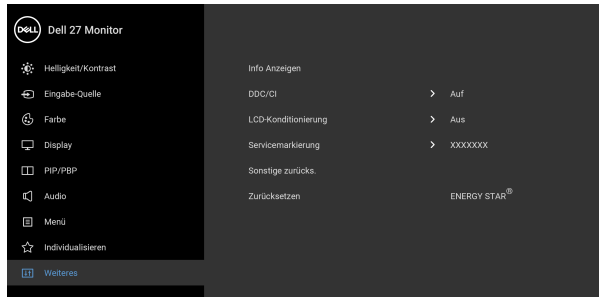 DELL Dell 27 Monitor
Helligkeit/Kontrast
Eingabe-Quelle
Farbe
Display
PIP/PBP
Audio
Menü
Individualisieren
Weiteres
Info Anzeigen
DDC/CI > Auf
LCD-Konditionierung > Aus
Servicemarkierung > XXXXXXX
Sonstige zurücks.
Zurücksetzen ENERGY STAR®